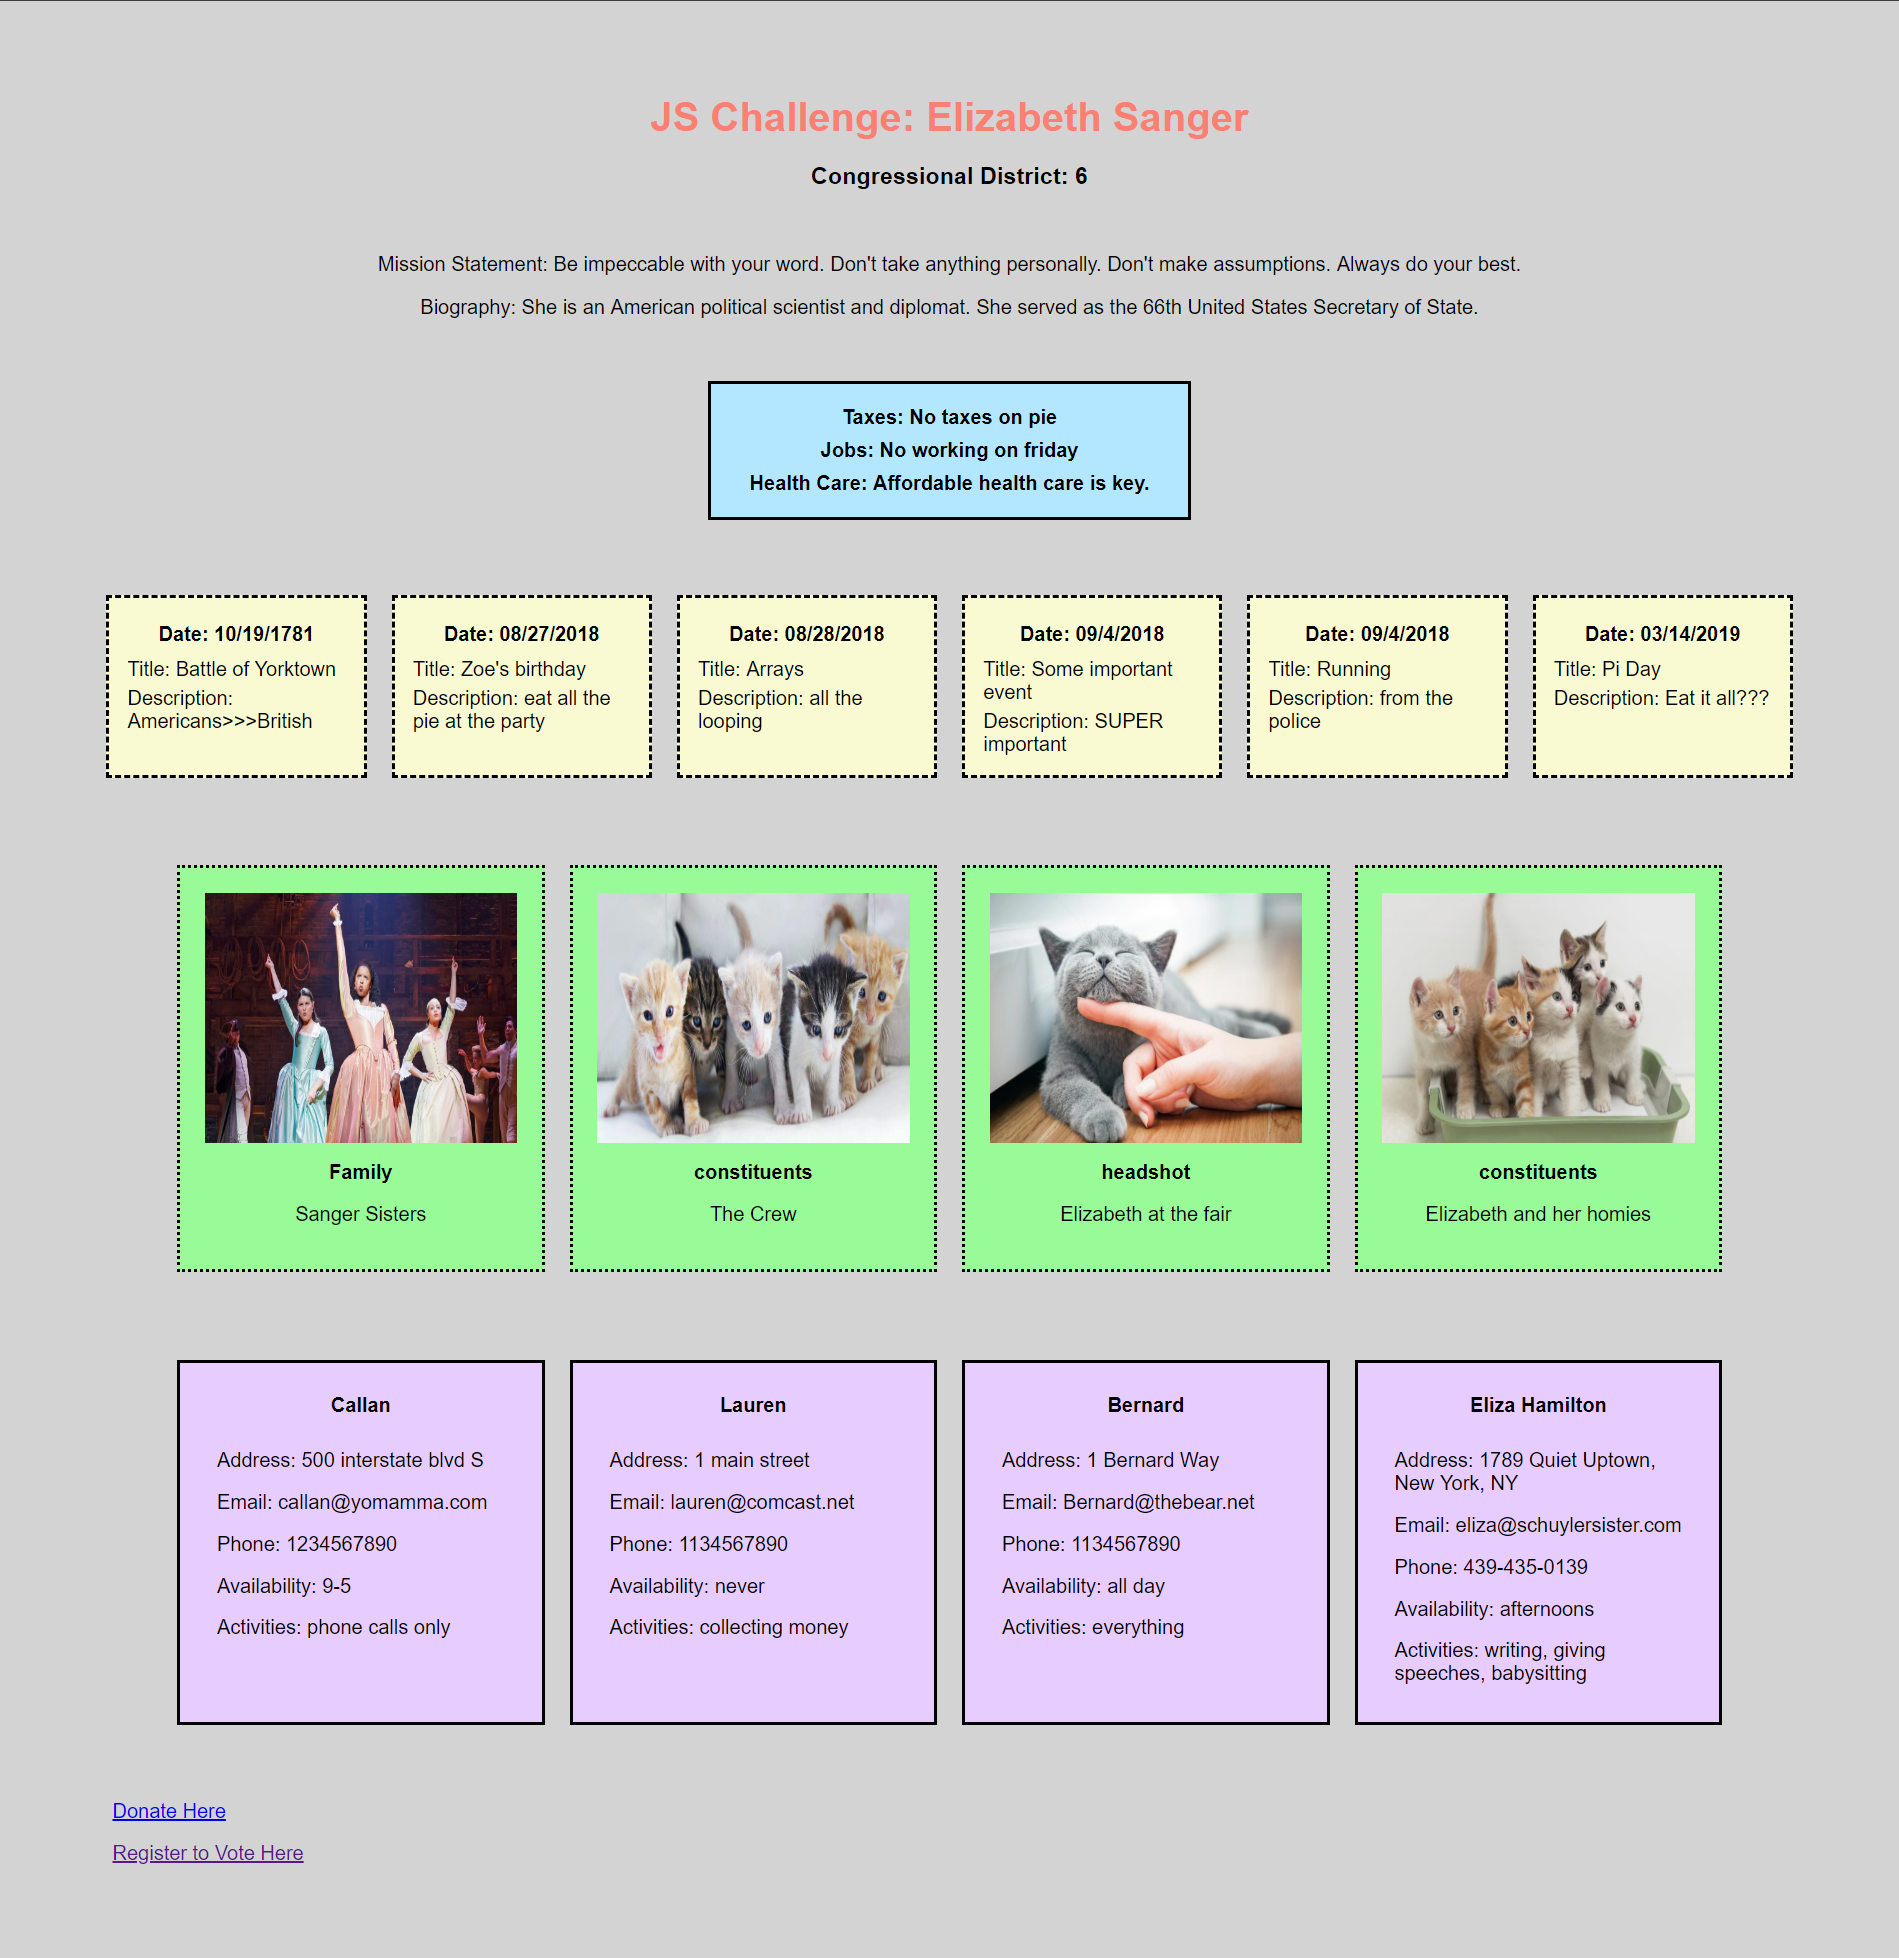 JS Challenge: Elizabeth Sanger
Congressional District: 6
Mission Statement: Be impeccable with your word. Don't take anything personally. Don't make assumptions. Always do your best.
Biography: She is an American political scientist and diplomat. She served as the 66th United States Secretary of State.
Taxes: No taxes on pie
Jobs: No working on friday
Health Care: Affordable health care is key.
Date: 10/19/1781
Title: Battle of Yorktown
Description:
Americans>>>British
Date: 08/27/2018
Title: Zoe's birthday
Description: eat all the
pie at the party
Date: 08/28/2018
Title: Arrays
Description: all the
looping
Date: 09/4/2018
Title: Some important
event
Description: SUPER
important
Date: 09/4/2018
Title: Running
Description: from the
police
Date: 03/14/2019
Title: Pi Day
Description: Eat it all???
Family
Sanger Sisters
constituents
The Crew
headshot
Elizabeth at the fair
constituents
Elizabeth and her homies
Callan
Address: 500 interstate blvd S
Email: callan@yomamma.com
Phone: 1234567890
Availability: 9-5
Activities: phone calls only
Lauren
Address: 1 main street
Email: lauren@comcast.net
Phone: 1134567890
Availability: never
Activities: collecting money
Bernard
Address: 1 Bernard Way
Email: Bernard@thebear.net
Phone: 1134567890
Availability: all day
Activities: everything
Eliza Hamilton
Address: 1789 Quiet Uptown,
New York, NY
Email: eliza@schuylersister.com
Phone: 439-435-0139
Availability: afternoons
Activities: writing, giving
speeches, babysitting
Donate Here
Register to Vote Here